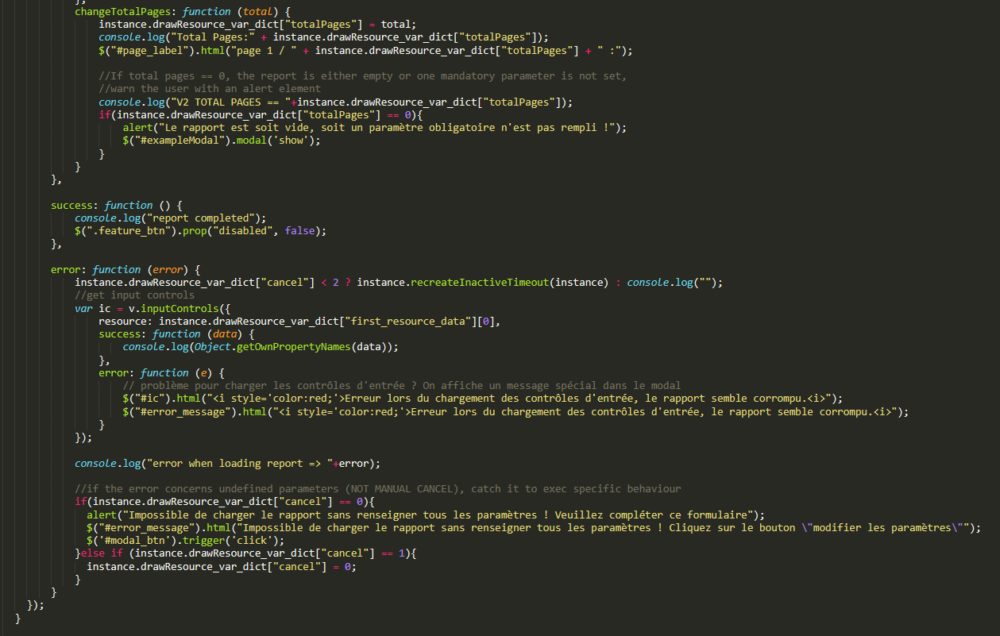 };
changeTotalPages: function (total) {
instance.drawResource_var_dict["totalPages"] = total;
console.log("Total Pages:" + instance.drawResource_var_dict["totalPages"]);
$("#page_label").html("page 1 / " + instance.drawResource_var_dict["totalPages"] + " :");
//If total pages == 0, the report is either empty or one mandatory parameter is not set,
//warn the user with an alert element
console.log("V2 TOTAL PAGES == "+instance.drawResource_var_dict["totalPages"]);
if(instance.drawResource_var_dict["totalPages"] == 0){
alert("Le rapport est soit vide, soit un paramètre obligatoire n'est pas rempli !");
$("#exampleModal").modal('show');
}
}
},
success: function () {
console.log("report completed");
$(".feature_btn").prop("disabled", false);
},
error: function (error) {
instance.drawResource_var_dict["cancel"] < 2 ? instance.recreateInactiveTimeout(instance) : console.log("");
//get input controls
var ic = v.inputControls({
resource: instance.drawResource_var_dict["first_resource_data"][0],
success: function (data) {
console.log(Object.getOwnPropertyNames(data));
},
error: function (e) {
// problème pour charger les contrôles d'entrée ? On affiche un message spécial dans le modal
$("#ic").html("<i style='color:red;'>Erreur lors du chargement des contrôles d'entrée, le rapport semble corrompu.<i>");
$("#error_message").html("<i style='color:red;'>Erreur lors du chargement des contrôles d'entrée, le rapport semble corrompu.<i>");
}
});
console.log("error when loading report => "+error);
//if the error concerns undefined parameters (NOT MANUAL CANCEL), catch it to exec specific behaviour
if(instance.drawResource_var_dict["cancel"] == 0){
alert("Impossible de charger le rapport sans renseigner tous les paramètres ! Veuillez compléter ce formulaire");
$("#error_message").html("Impossible de charger le rapport sans renseigner tous les paramètres ! Cliquez sur le bouton \"modifier les paramètres\"");
$('#modal_btn').trigger('click');
}else if (instance.drawResource_var_dict["cancel"] == 1){
instance.drawResource_var_dict["cancel"] = 0;
}
}
});
}